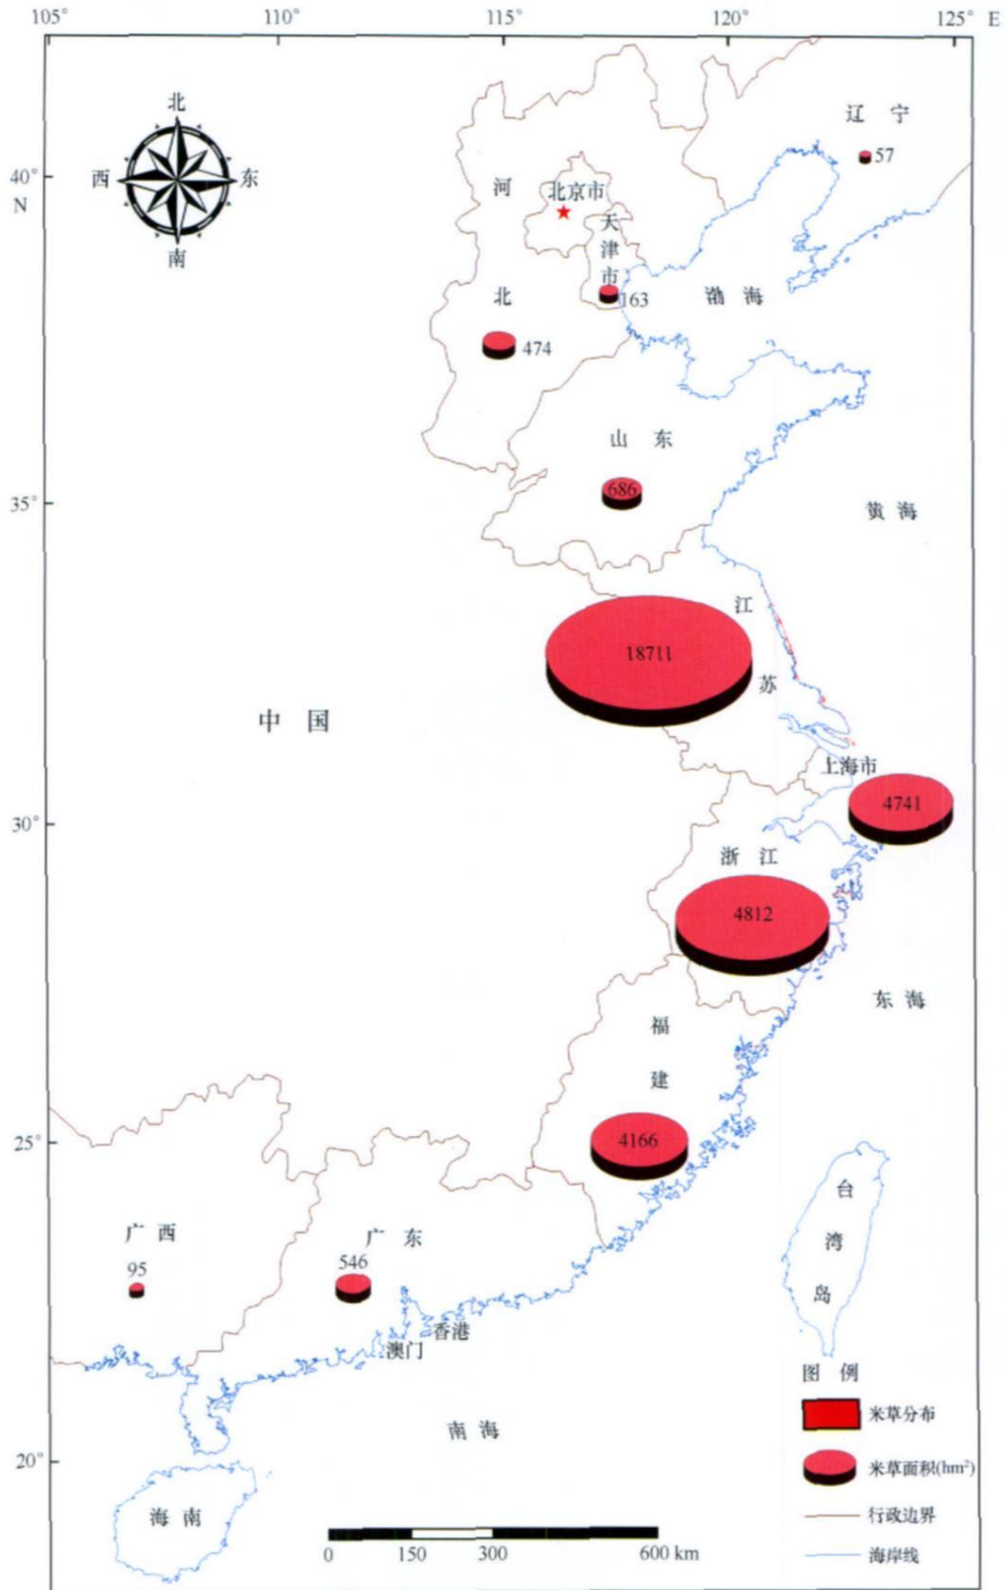 105° 110° 115° 120° 125° E
北
西 东
南
40°
N
35°
30°
25°
20°
辽 宁
57
河
北
北京市
天
津
市
163
474
渤 海
山 东
686
黄 海
江
苏
18711
中 国
上海市
4741
浙 江
4812
东 海
福
建
4166
台
湾
岛
广 西
95
广 东
546
香港
澳门
南 海
海 南
图 例
米草分布
米草面积(hm²)
行政边界
海岸线
0 150 300 600 km